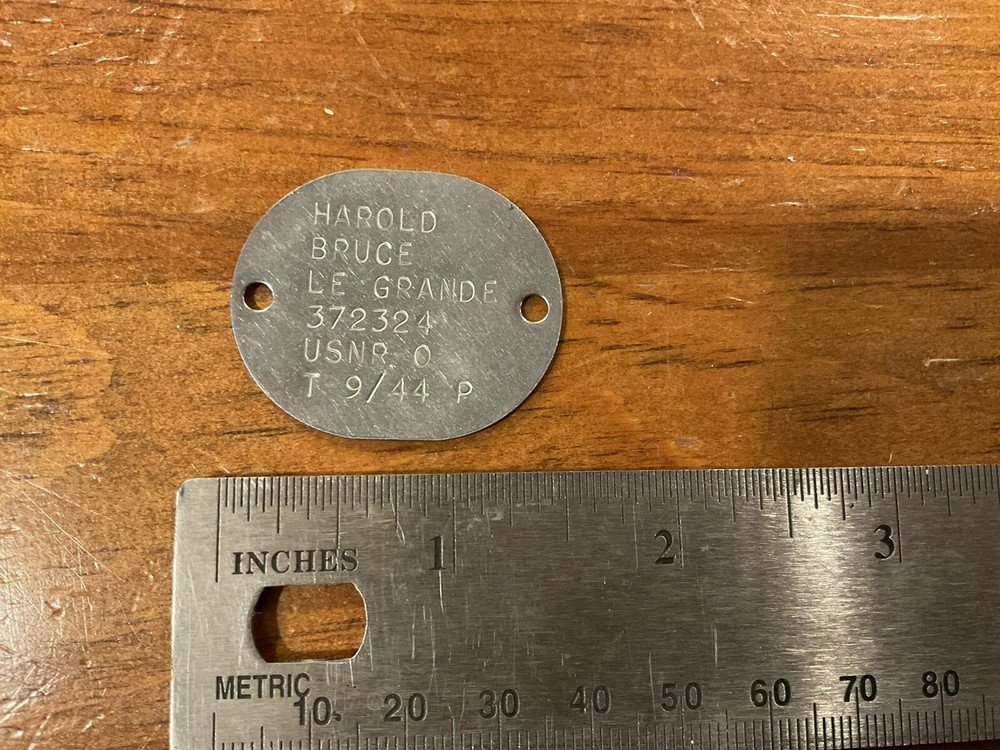 HAROLD
BRUCE
LE GRANDE
372324
USNR O
T 9/44 P
1 2 3
INCHES
METRIC
10 20 30 40 50 60 70 80